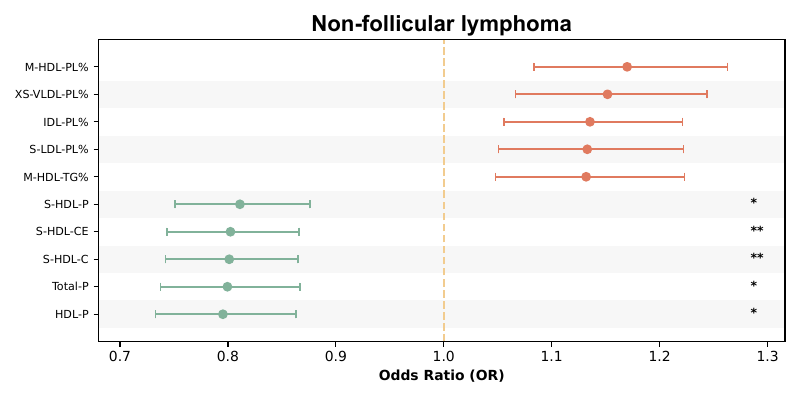 Non-follicular lymphoma
M-HDL-PL%
XS-VLDL-PL%
IDL-PL%
S-LDL-PL%
M-HDL-TG%
S-HDL-P *
S-HDL-CE **
S-HDL-C **
Total-P *
HDL-P *
0.7 0.8 0.9 1.0 1.1 1.2 1.3
Odds Ratio (OR)